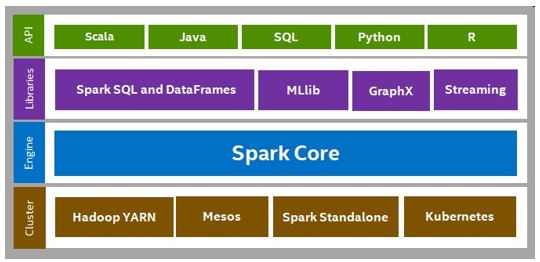 API
Scala
Java
SQL
Python
R
Libraries
Spark SQL and DataFrames
MLlib
GraphX
Streaming
Engine
Spark Core
Cluster
Hadoop YARN
Mesos
Spark Standalone
Kubernetes